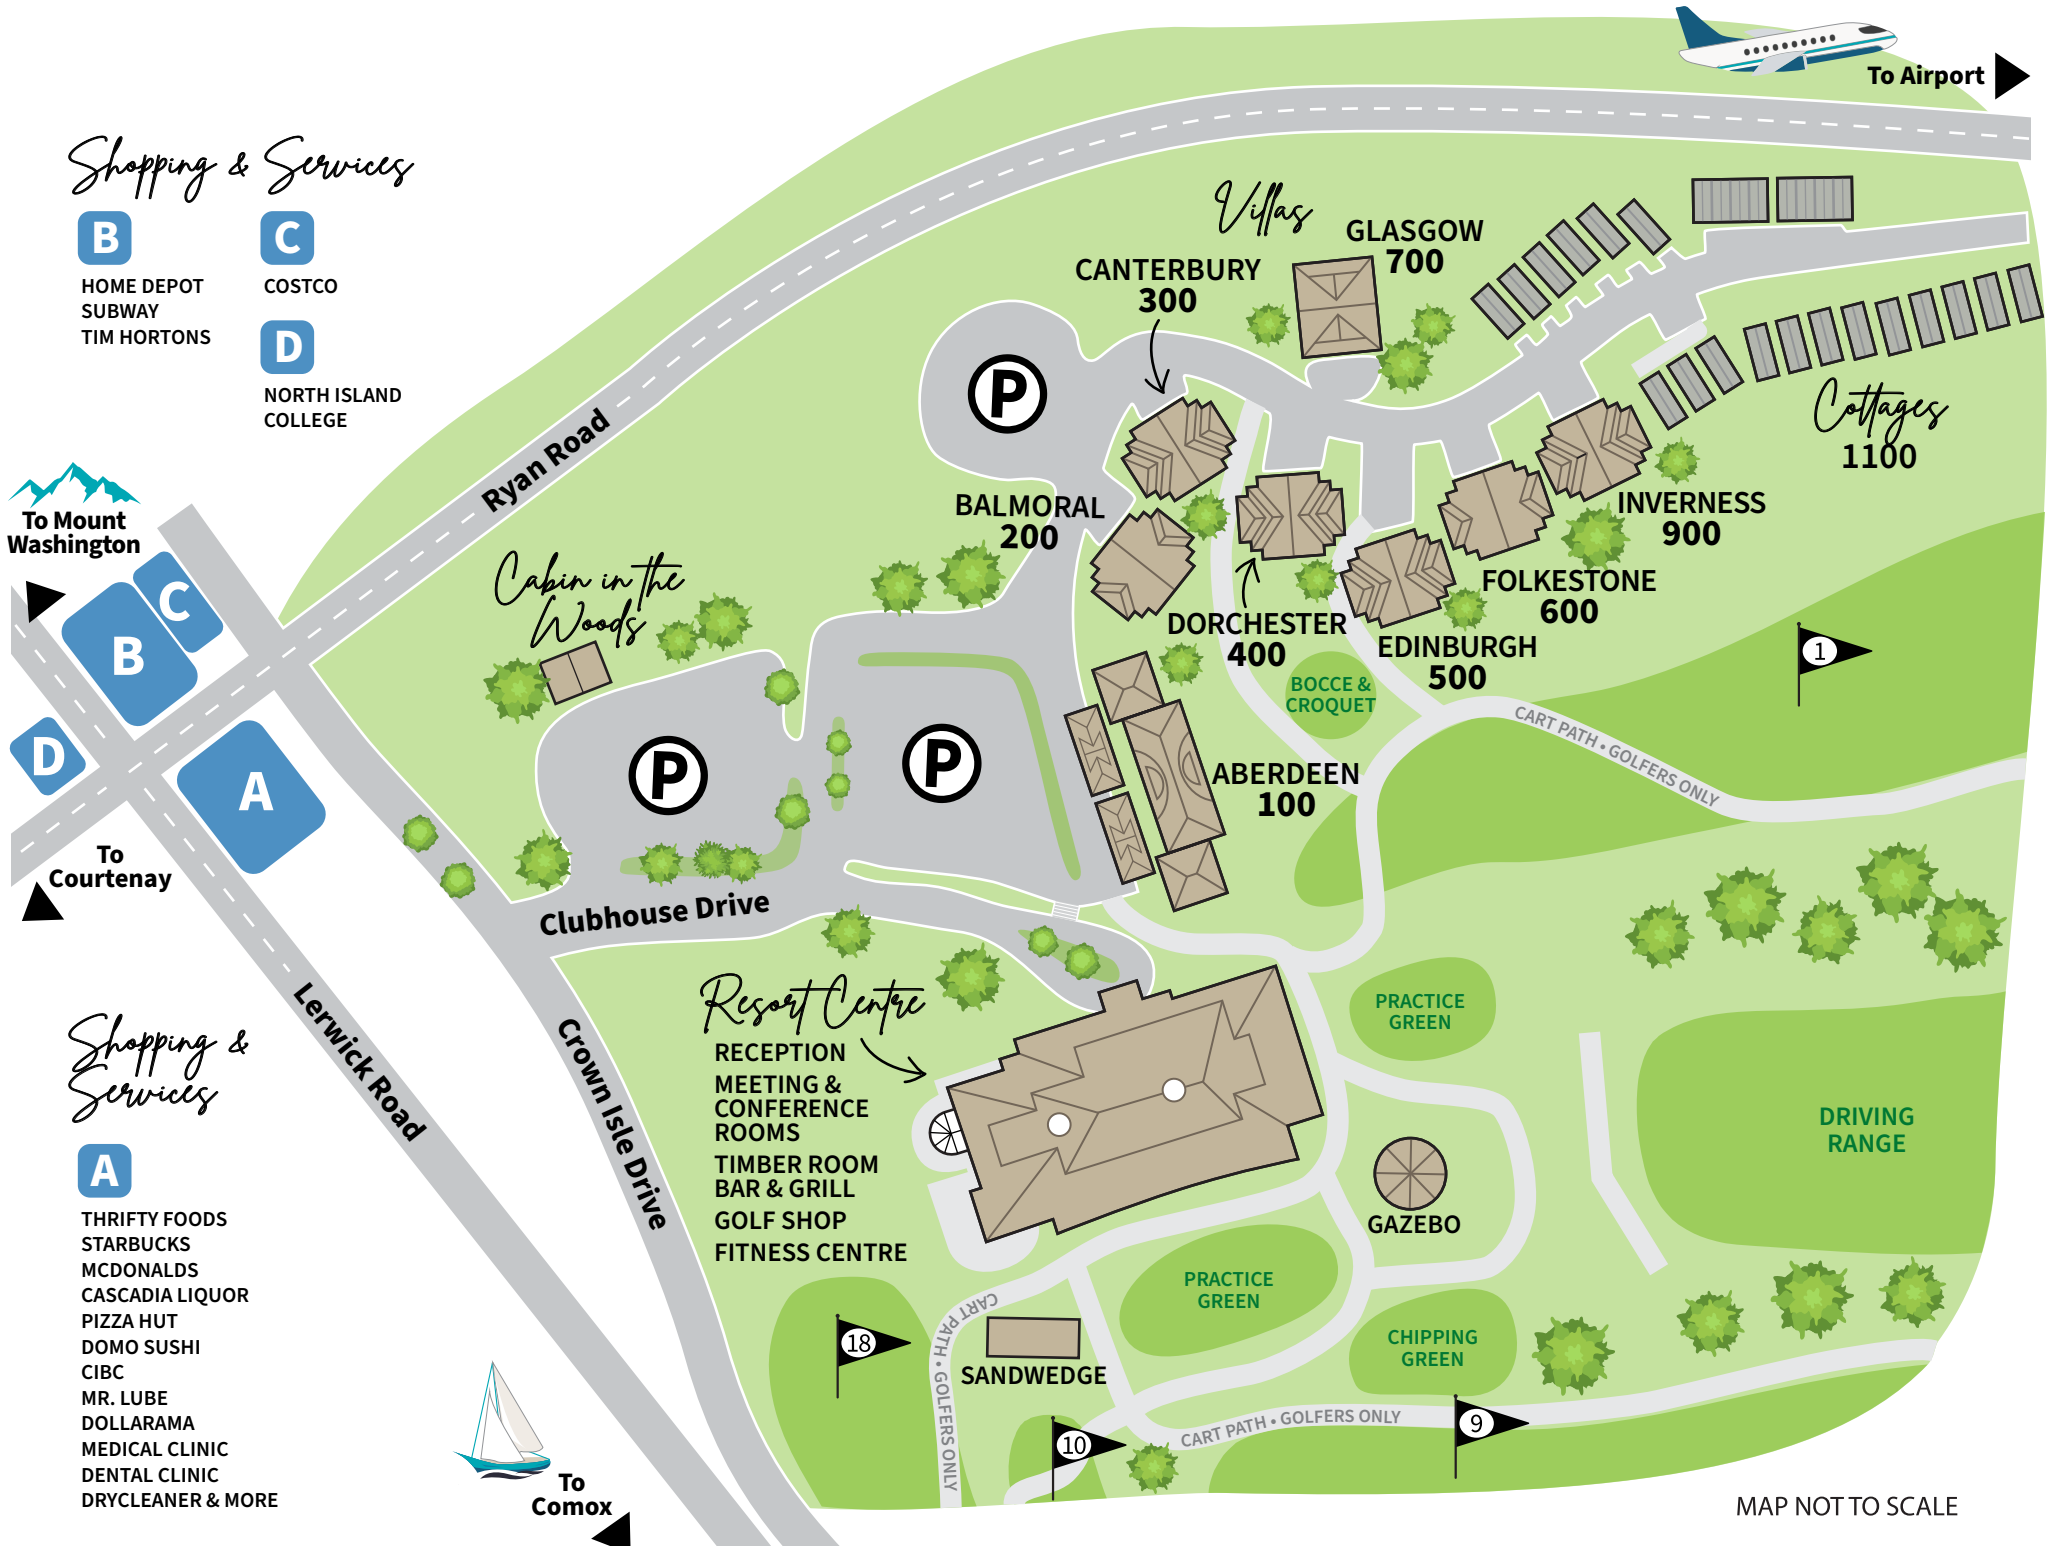 To Airport
Shopping & Services
B
HOME DEPOT
SUBWAY
TIM HORTONS
C
COSTCO
D
NORTH ISLAND
COLLEGE
Villas
GLASGOW
700
CANTERBURY
300
Cottages
1100
Ryan Road
P
BALMORAL
200
INVERNESS
900
FOLKESTONE
600
DORCHESTER
400
EDINBURGH
500
BOCCE &
CROQUET
1
CART PATH • GOLFERS ONLY
To Mount
Washington
C
B
D
A
To
Courtenay
Cabin in the
Woods
P
P
ABERDEEN
100
Clubhouse Drive
Lerwick Road
Crown Isle Drive
Resort Centre
RECEPTION
MEETING &
CONFERENCE
ROOMS
TIMBER ROOM
BAR & GRILL
GOLF SHOP
FITNESS CENTRE
PRACTICE
GREEN
DRIVING
RANGE
GAZEBO
PRACTICE
GREEN
CHIPPING
GREEN
18
CART PATH • GOLFERS ONLY
SANDWEDGE
10
CART PATH • GOLFERS ONLY
9
Shopping &
Services
A
THRIFTY FOODS
STARBUCKS
MCDONALDS
CASCADIA LIQUOR
PIZZA HUT
DOMO SUSHI
CIBC
MR. LUBE
DOLLARAMA
MEDICAL CLINIC
DENTAL CLINIC
DRYCLEANER & MORE
To
Comox
MAP NOT TO SCALE